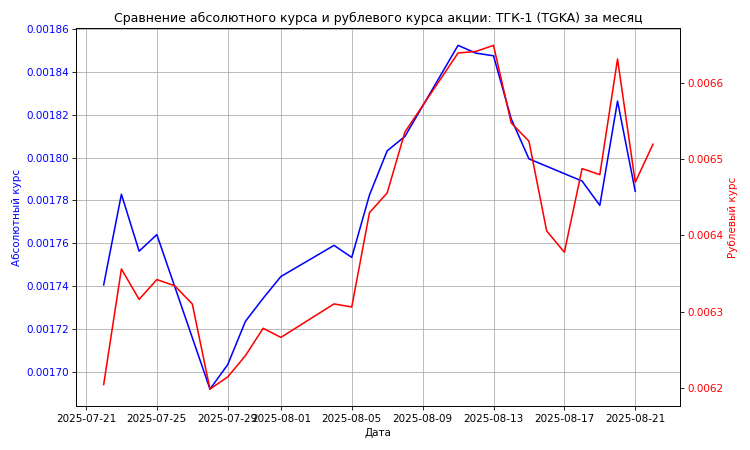 Сравнение абсолютного курса и рублевого курса акции: ТГК-1 (TGKA) за месяц
0.00186
0.00184
0.00182
0.00180
0.00178
0.00176
0.00174
0.00172
0.00170
Абсолютный курс
0.0066
0.0065
0.0064
0.0063
0.0062
Рублевый курс
2025-07-21 2025-07-25 2025-07-29 2025-08-01 2025-08-05 2025-08-09 2025-08-13 2025-08-17 2025-08-21
Дата